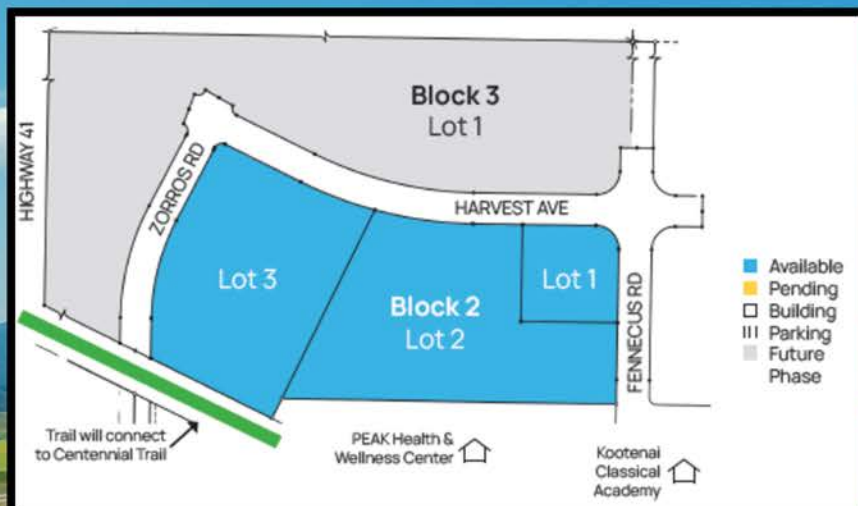 Block 3
Lot 1
HIGHWAY 41
ZORROS RD
HARVEST AVE
Lot 3
Lot 1
Block 2
Lot 2
FENNECUS RD
Available
Pending
Building
Parking
Future
Phase
Trail will connect
to Centennial Trail
PEAK Health &
Wellness Center
Kootenai
Classical
Academy